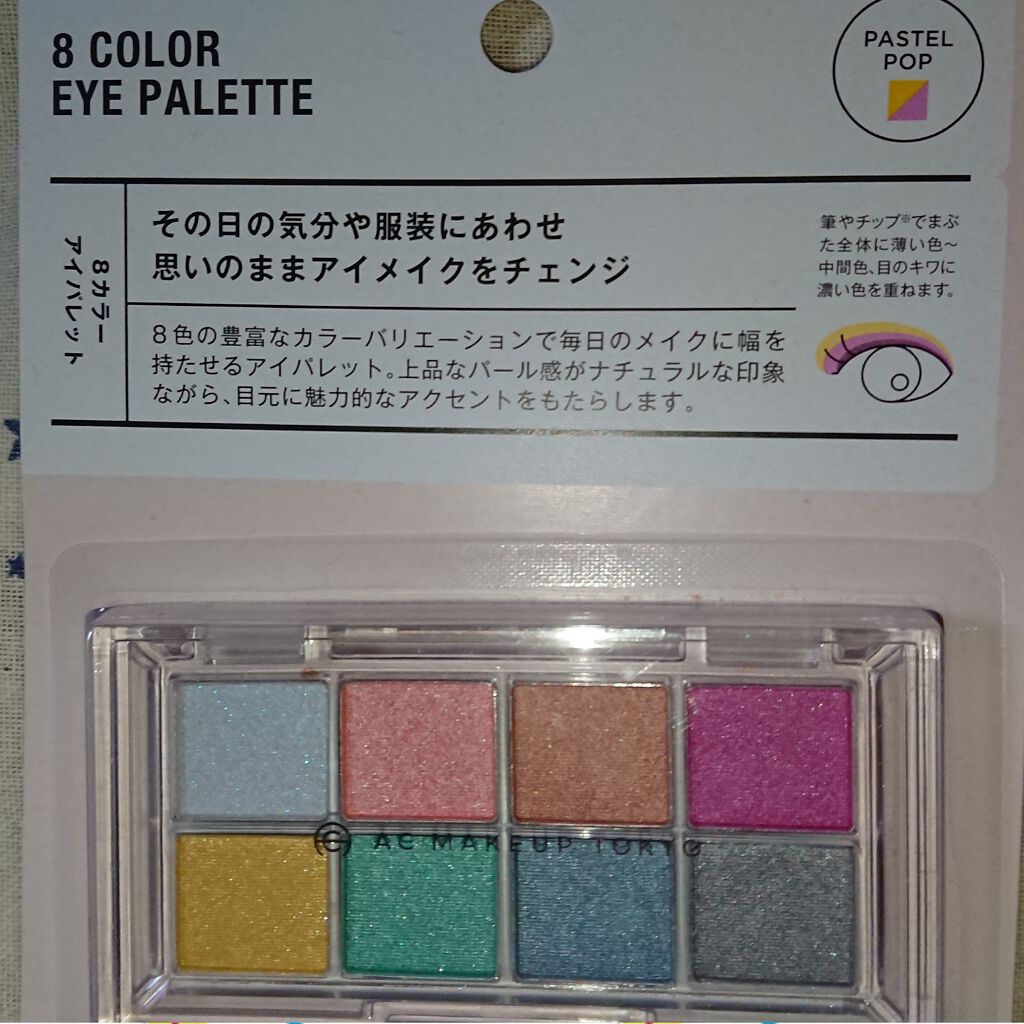 8 COLOR
EYE PALETTE
PASTEL
POP
8カラー
アイパレット
その日の気分や服装にあわせ
思いのままアイメイクをチェンジ
8色の豊富なカラーバリエーションで毎日のメイクに幅を
持たせるアイパレット。上品なパール感がナチュラルな印象
ながら、目元に魅力的なアクセントをもたらします。
筆やチップ※でまぶ
た全体に薄い色〜
中間色、目のキワに
濃い色を重ねます。
AC MAKEUP TOKYO